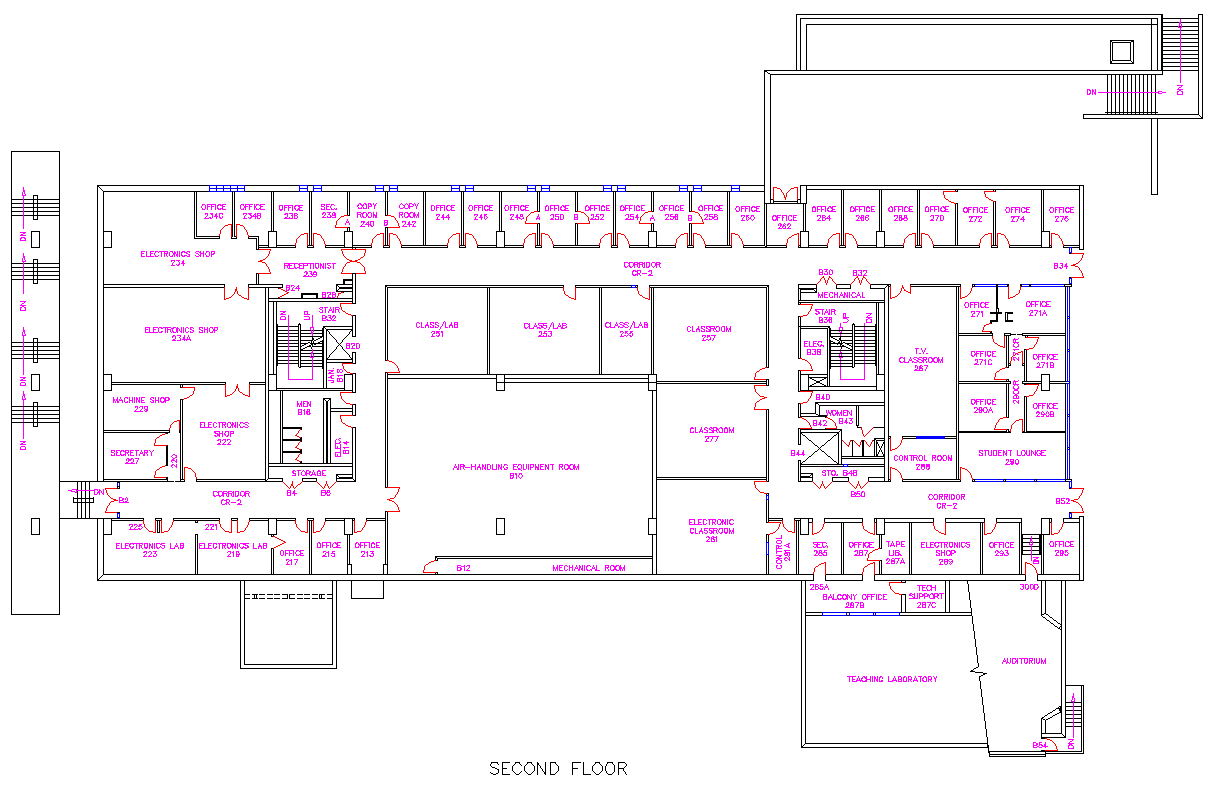 DN
DN
OFFICE
234D
OFFICE
234B
OFFICE
236
SEC.
238
COPY
ROOM
240
COPY
ROOM
242
OFFICE
244
OFFICE
246
OFFICE
248
A
OFFICE
250
B
OFFICE
252
OFFICE
254
A
OFFICE
256
B
OFFICE
258
OFFICE
260
OFFICE
262
OFFICE
264
OFFICE
266
OFFICE
268
OFFICE
270
OFFICE
272
OFFICE
274
OFFICE
276
A
B
DN
ELECTRONICS SHOP
234
RECEPTIONIST
239
CORRIDOR
CR-2
B34
B30
B32
MECHANICAL
B24
B26
DN
ELECTRONICS SHOP
234A
DN
UP
STAIR
B32
B20
JAN.
B18
CLASS/LAB
251
CLASS/LAB
253
CLASS/LAB
255
CLASSROOM
257
STAIR
B36
UP
DN
ELEC.
B38
T.V.
CLASSROOM
287
OFFICE
271
OFFICE
271A
OFFICE
271C
271CR
OFFICE
271B
DN
MACHINE SHOP
229
ELECTRONICS
SHOP
222
MEN
B16
ELEC.
B14
CLASSROOM
277
B40
B42
WOMEN
B43
OFFICE
290A
290CR
OFFICE
290B
DN
SECRETARY
227
220
STORAGE
B4
B6
AIR-HANDLING EQUIPMENT ROOM
B10
B44
STO. B48
B50
CONTROL ROOM
288
STUDENT LOUNGE
290
DN
B2
CORRIDOR
CR-2
CORRIDOR
CR-2
B52
225
221
ELECTRONICS LAB
223
ELECTRONICS LAB
219
OFFICE
217
OFFICE
215
OFFICE
213
ELECTRONIC
CLASSROOM
281
CONTROL
281A
SEC.
285
OFFICE
287
TAPE
LIB.
287A
ELECTRONICS
SHOP
289
OFFICE
293
DN
OFFICE
295
B12
MECHANICAL ROOM
285A
BALCONY OFFICE
287B
TECH
SUPPORT
287C
300D
TEACHING LABORATORY
AUDITORIUM
B54
DN
SECOND FLOOR